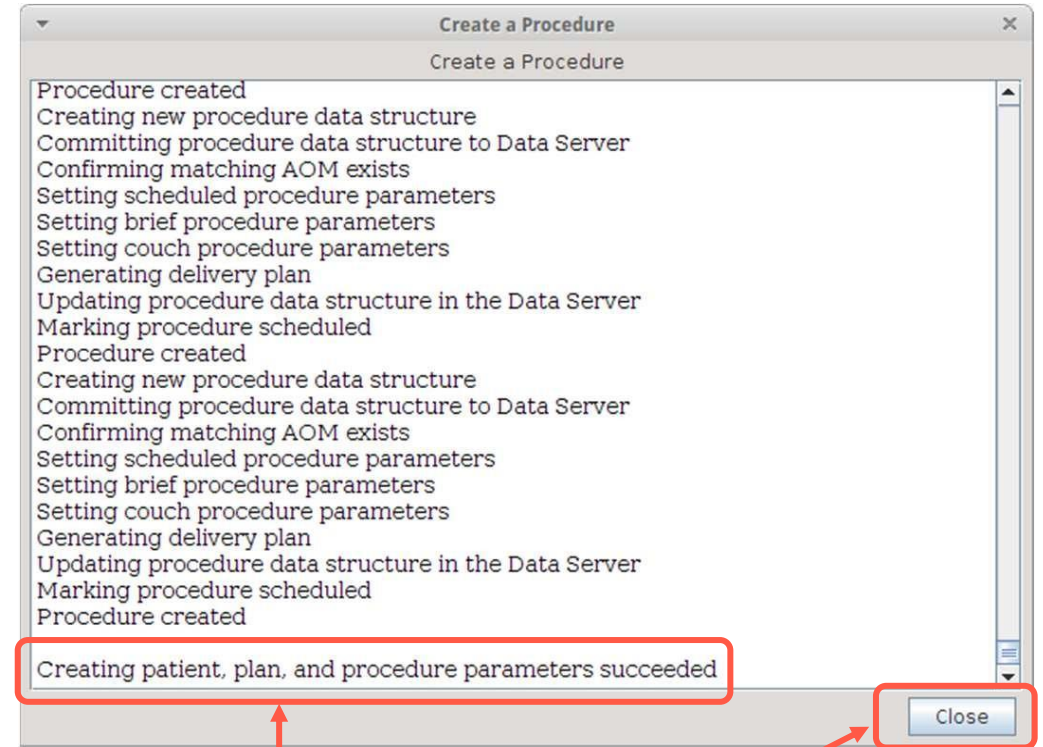 Create a Procedure
Create a Procedure
Procedure created
Creating new procedure data structure
Committing procedure data structure to Data Server
Confirming matching AOM exists
Setting scheduled procedure parameters
Setting brief procedure parameters
Setting couch procedure parameters
Generating delivery plan
Updating procedure data structure in the Data Server
Marking procedure scheduled
Procedure created
Creating new procedure data structure
Committing procedure data structure to Data Server
Confirming matching AOM exists
Setting scheduled procedure parameters
Setting brief procedure parameters
Setting couch procedure parameters
Generating delivery plan
Updating procedure data structure in the Data Server
Marking procedure scheduled
Procedure created
Creating patient, plan, and procedure parameters succeeded
Close